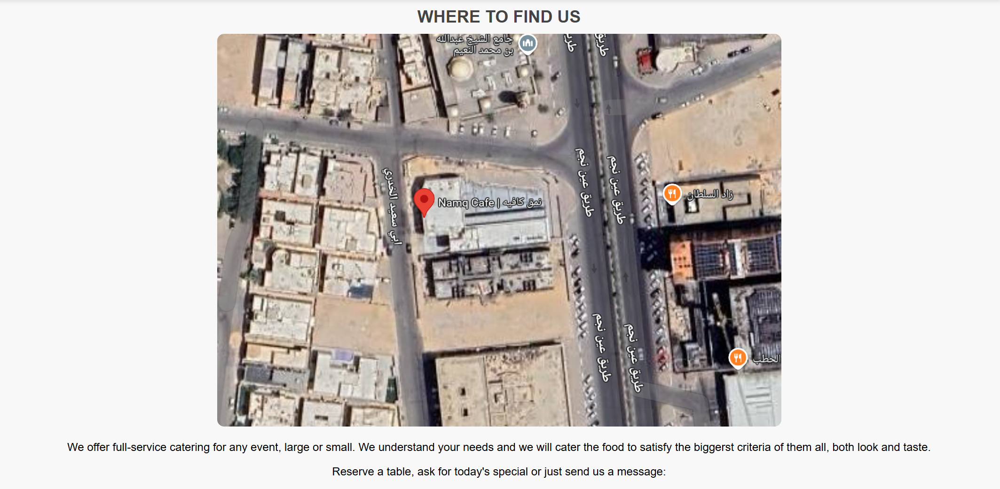 WHERE TO FIND US
جامع الشيخ عبدالله
بن محمد النعيم
طريق
طريق
طريق عين نجم
طريق عين نجم
ابي سعيد الخدري
Namq Cafe | نمق كافيه
زاد السلطان
طريق عين نجم
طريق عين نجم
الحطب
We offer full-service catering for any event, large or small. We understand your needs and we will cater the food to satisfy the biggerst criteria of them all, both look and taste.
Reserve a table, ask for today's special or just send us a message: